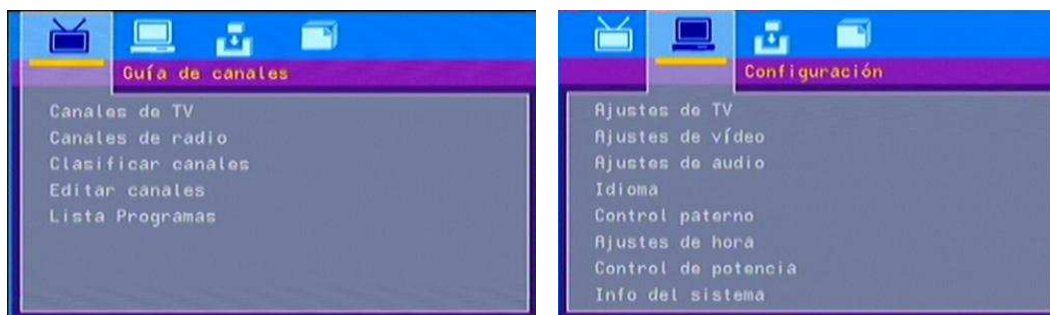 Guía de canales
Canales de TV
Canales de radio
Clasificar canales
Editar canales
Lista Programas
Configuración
Ajustes de TV
Ajustes de vídeo
Ajustes de audio
Idioma
Control paterno
Ajustes de hora
Control de potencia
Info del sistema